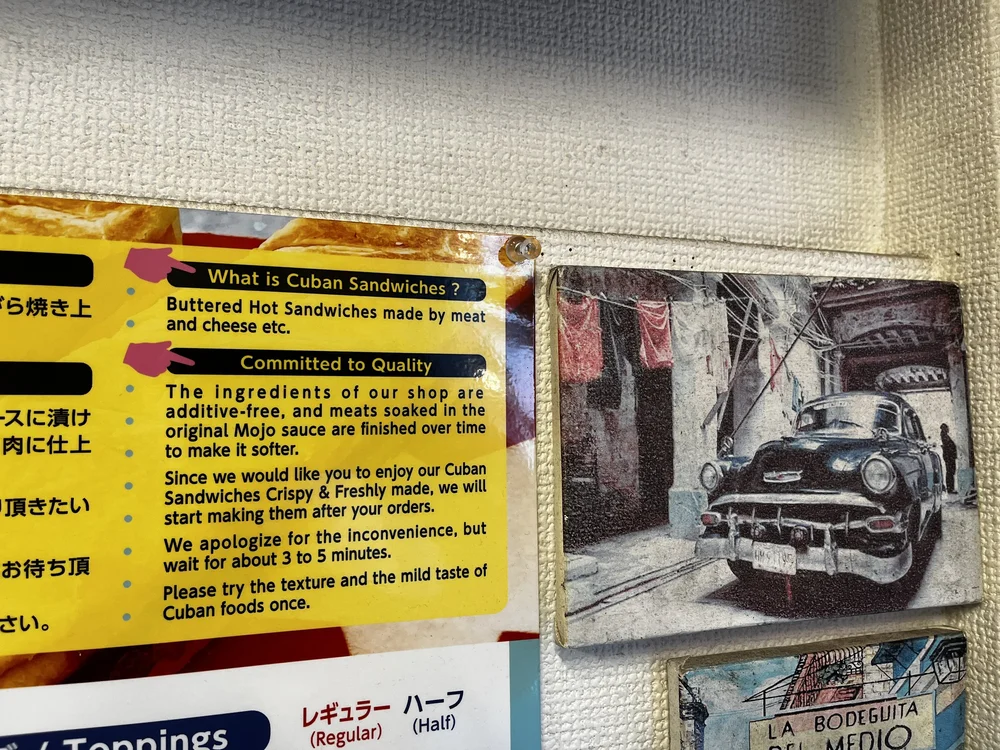 がら焼き上
ースに漬け
肉に仕上
頂きたい
お待ち頂
さい。
What is Cuban Sandwiches ?
Buttered Hot Sandwiches made by meat
and cheese etc.
Committed to Quality
The ingredients of our shop are
additive-free, and meats soaked in the
original Mojo sauce are finished over time
to make it softer.
Since we would like you to enjoy our Cuban
Sandwiches Crispy & Freshly made, we will
start making them after your orders.
We apologize for the inconvenience, but
wait for about 3 to 5 minutes.
Please try the texture and the mild taste of
Cuban foods once.
/ Toppings
レギュラー
(Regular)
ハーフ
(Half)
LA BODEGUITA
DEL MEDIO